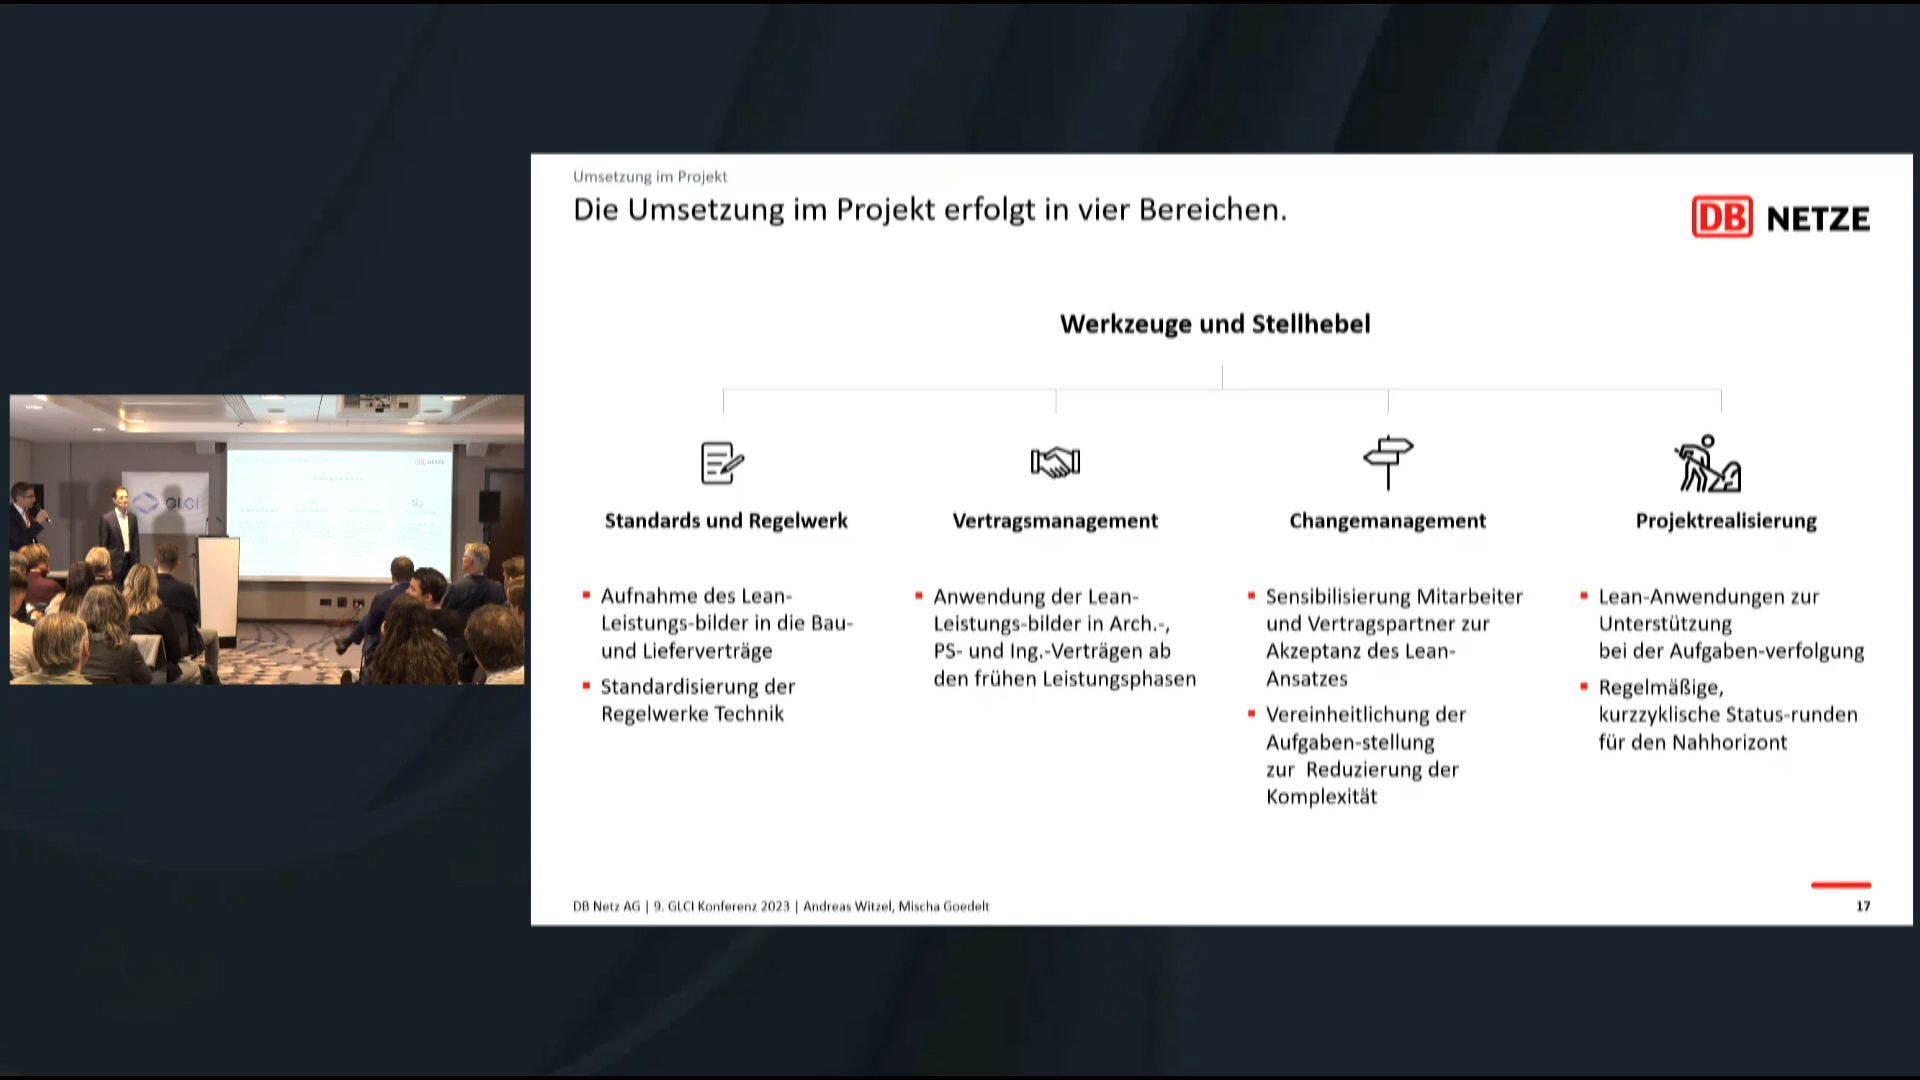 Umsetzung im Projekt
Die Umsetzung im Projekt erfolgt in vier Bereichen.
DB NETZE
Werkzeuge und Stellhebel
Standards und Regelwerk
Aufnahme des Lean-
Leistungs-bilder in die Bau-
und Lieferverträge
Standardisierung der
Regelwerke Technik
Vertragsmanagement
Anwendung der Lean-
Leistungs-bilder in Arch.-,
PS- und Ing.-Verträgen ab
den frühen Leistungsphasen
Changemanagement
Sensibilisierung Mitarbeiter
und Vertragspartner zur
Akzeptanz des Lean-
Ansatzes
Vereinheitlichung der
Aufgaben-stellung
zur Reduzierung der
Komplexität
Projektrealisierung
Lean-Anwendungen zur
Unterstützung
bei der Aufgaben-verfolgung
Regelmäßige,
kurzzyklische Status-runden
für den Nahhorizont
DB Netz AG | 9. GLCI Konferenz 2023 | Andreas Witzel, Mischa Goedelt
17
GLCI